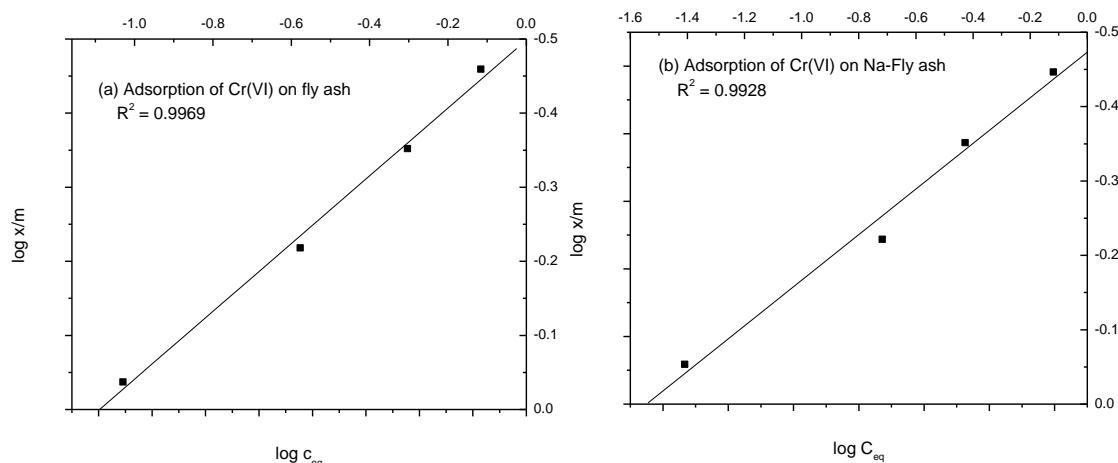 -1.0 -0.8 -0.6 -0.4 -0.2 -0.0
-0.5
-0.4
-0.3
-0.2
-0.1
0.0
(a) Adsorption of Cr(VI) on fly ash
R² = 0.9969
log x/m
log c eq
-1.6 -1.4 -1.2 -1.0 -0.8 -0.6 -0.4 -0.2 0.0
-0.5
-0.4
-0.3
-0.2
-0.1
0.0
(b) Adsorption of Cr(VI) on Na-Fly ash
R² = 0.9928
log x/m
log C eq